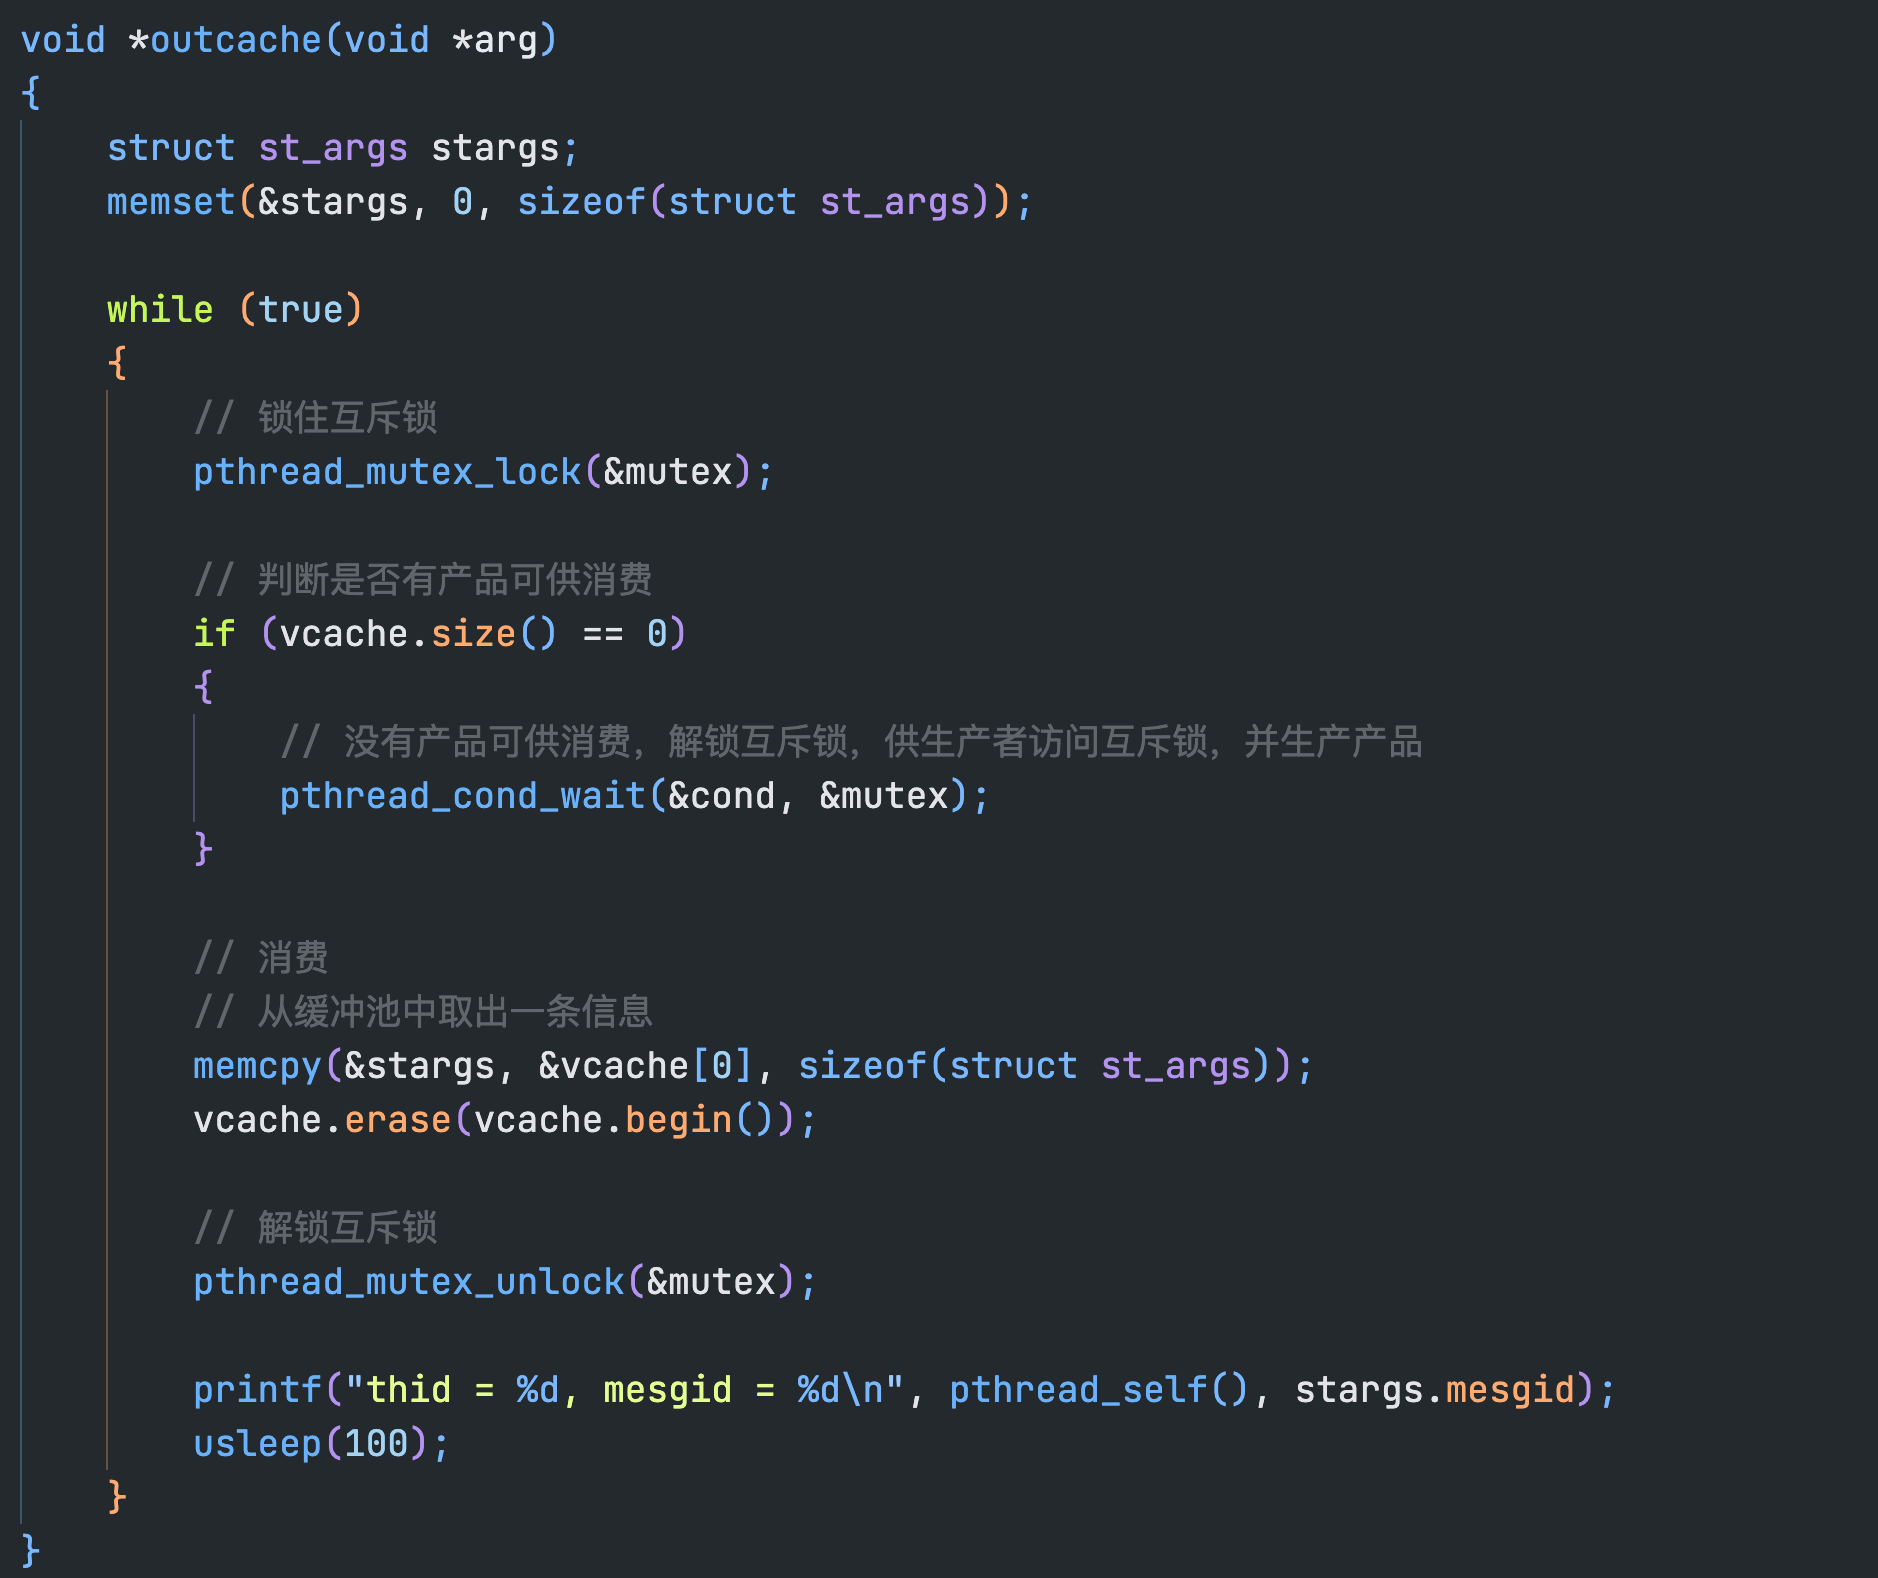 void *outcache(void *arg)
{
    struct st_args stargs;
    memset(&stargs, 0, sizeof(struct st_args));

    while (true)
    {
        // 锁住互斥锁
        pthread_mutex_lock(&mutex);

        // 判断是否有产品可供消费
        if (vcache.size() == 0)
        {
            // 没有产品可供消费，解锁互斥锁，供生产者访问互斥锁，并生产产品
            pthread_cond_wait(&cond, &mutex);
        }

        // 消费
        // 从缓冲池中取出一条信息
        memcpy(&stargs, &vcache[0], sizeof(struct st_args));
        vcache.erase(vcache.begin());

        // 解锁互斥锁
        pthread_mutex_unlock(&mutex);

        printf("thid = %d, mesgid = %d\n", pthread_self(), stargs.mesgid);
        usleep(100);
    }
}